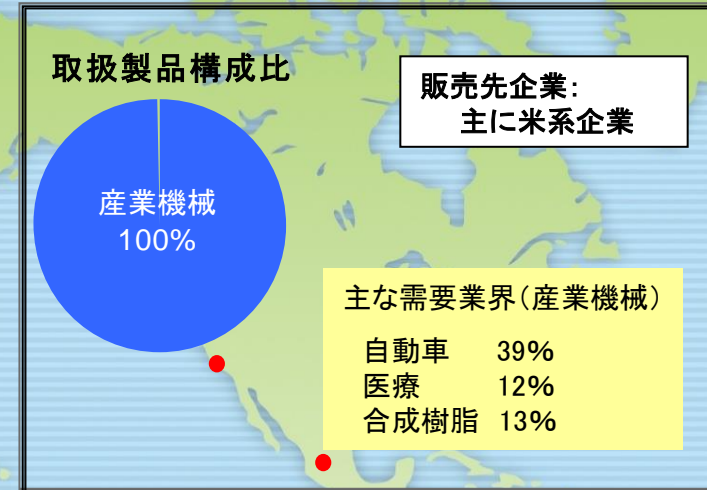 取扱製品構成比
販売先企業:
主に米系企業
産業機械
100%
主な需要業界(産業機械)
自動車 39%
医療 12%
合成樹脂 13%